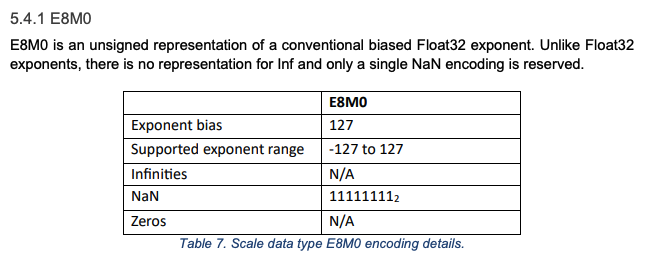 5.4.1 E8M0
E8M0 is an unsigned representation of a conventional biased Float32 exponent. Unlike Float32
exponents, there is no representation for Inf and only a single NaN encoding is reserved.
E8M0
Exponent bias 127
Supported exponent range -127 to 127
Infinities N/A
NaN 11111111₂
Zeros N/A
Table 7. Scale data type E8M0 encoding details.